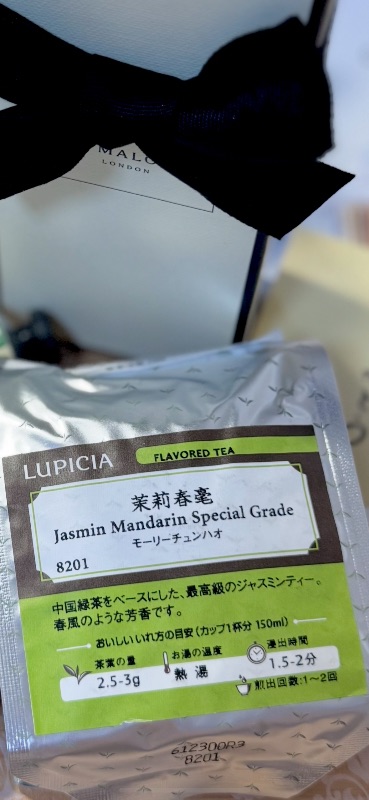 MALO
LONDON
LUPICIA
FLAVORED TEA
茉莉春毫
Jasmin Mandarin Special Grade
モーリーチュンハオ
8201
中国緑茶をベースにした、最高級のジャスミンティー。
春風のような芳香です。
おいしいいれ方の目安(カップ1杯分 150ml)
茶葉の量
2.5-3g
お湯の温度
熱湯
浸出時間
1.5-2分
煎出回数:1〜2回
612300R3
8201